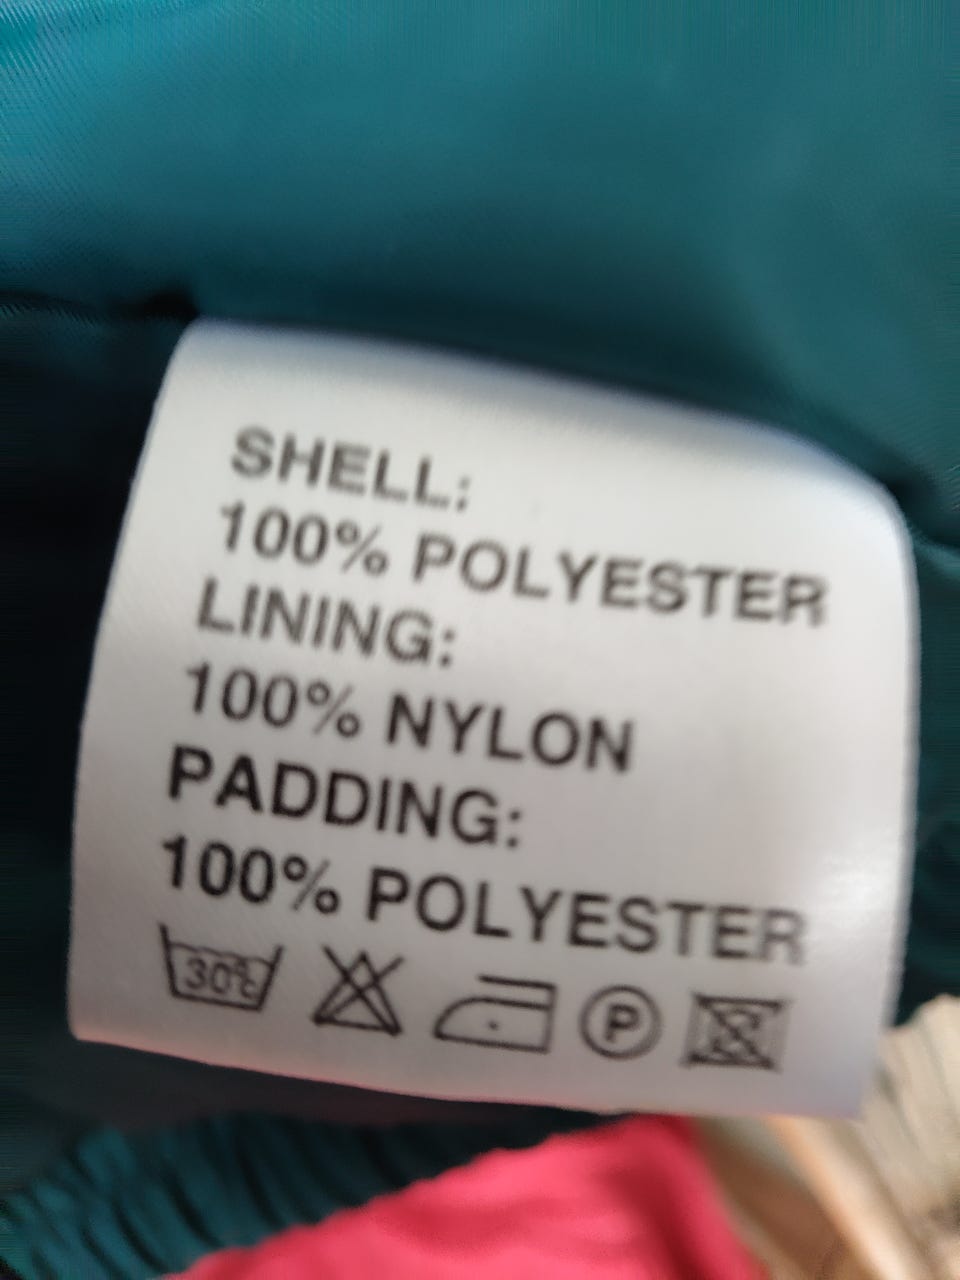 SHELL:
100% POLYESTER
LINING:
100% NYLON
PADDING:
100% POLYESTER
30℃ P